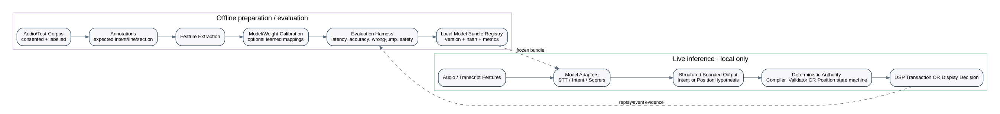 Offline preparation / evaluation
Audio/Test Corpus
consented + labelled
Annotations
expected intent/line/section
Feature Extraction
Model/Weight Calibration
optional learned mappings
Evaluation Harness
latency, accuracy, wrong-jump, safety
Local Model Bundle Registry
version + hash + metrics
frozen bundle
Live inference - local only
Audio / Transcript Features
Model Adapters
STT / Intent / Scorers
Structured Bounded Output
Intent or PositionHypothesis
Deterministic Authority
Compiler+Validator OR Position state machine
DSP Transaction OR Display Decision
replay/event evidence